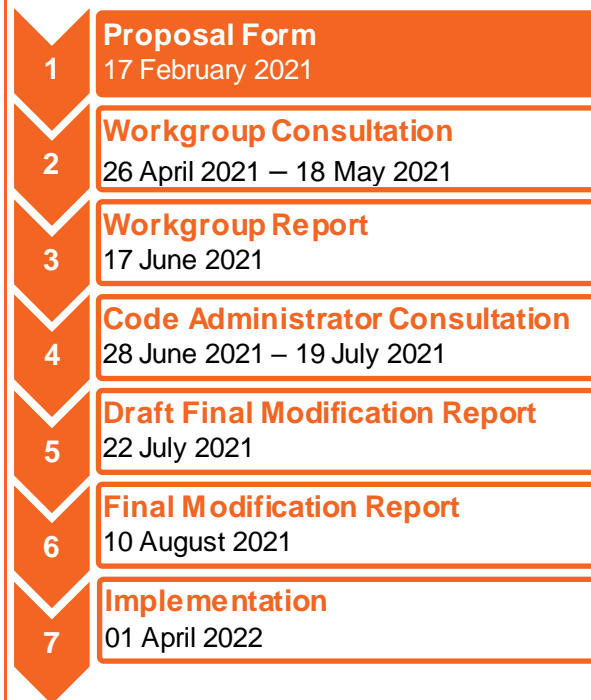 1
Proposal Form
17 February 2021
2
Workgroup Consultation
26 April 2021 – 18 May 2021
3
Workgroup Report
17 June 2021
4
Code Administrator Consultation
28 June 2021 – 19 July 2021
5
Draft Final Modification Report
22 July 2021
6
Final Modification Report
10 August 2021
7
Implementation
01 April 2022